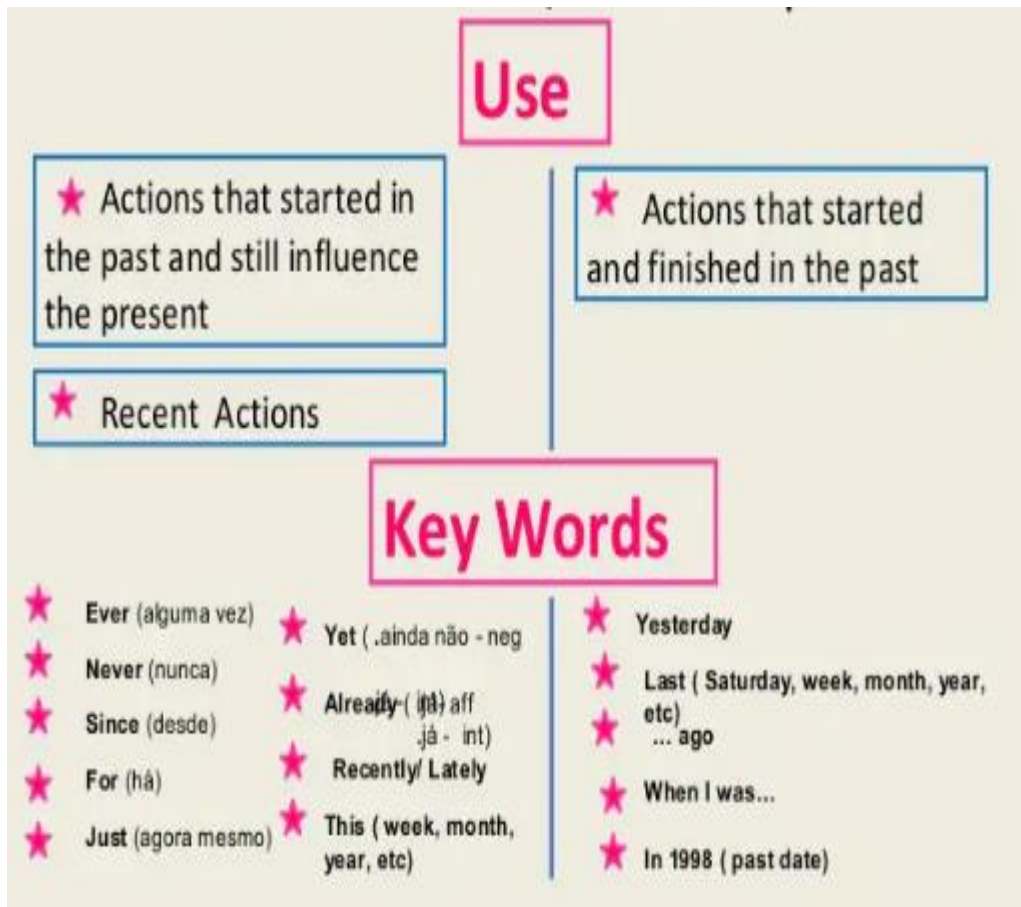 Use
Actions that started in
the past and still influence
the present
Recent Actions
Actions that started
and finished in the past
Key Words
Ever (alguma vez)
Never (nunca)
Since (desde)
For (há)
Just (agora mesmo)
Yet ( .ainda não - neg
Already ( aff
.já - int)
Recently/ Lately
This ( week, month,
year, etc)
Yesterday
Last ( Saturday, week, month, year,
etc)
... ago
When I was...
In 1998 ( past date)